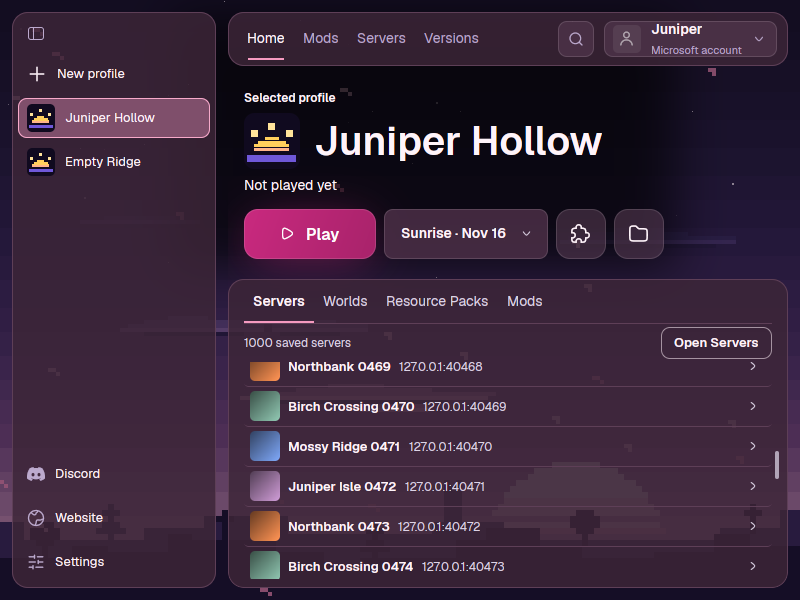 New profile
Juniper Hollow
Empty Ridge
Discord
Website
Settings
Home Mods Servers Versions
Juniper
Microsoft account
Selected profile
Juniper Hollow
Not played yet
Play
Sunrise · Nov 16
Servers Worlds Resource Packs Mods
1000 saved servers
Open Servers
Northbank 0469 127.0.0.1:40468
Birch Crossing 0470 127.0.0.1:40469
Mossy Ridge 0471 127.0.0.1:40470
Juniper Isle 0472 127.0.0.1:40471
Northbank 0473 127.0.0.1:40472
Birch Crossing 0474 127.0.0.1:40473